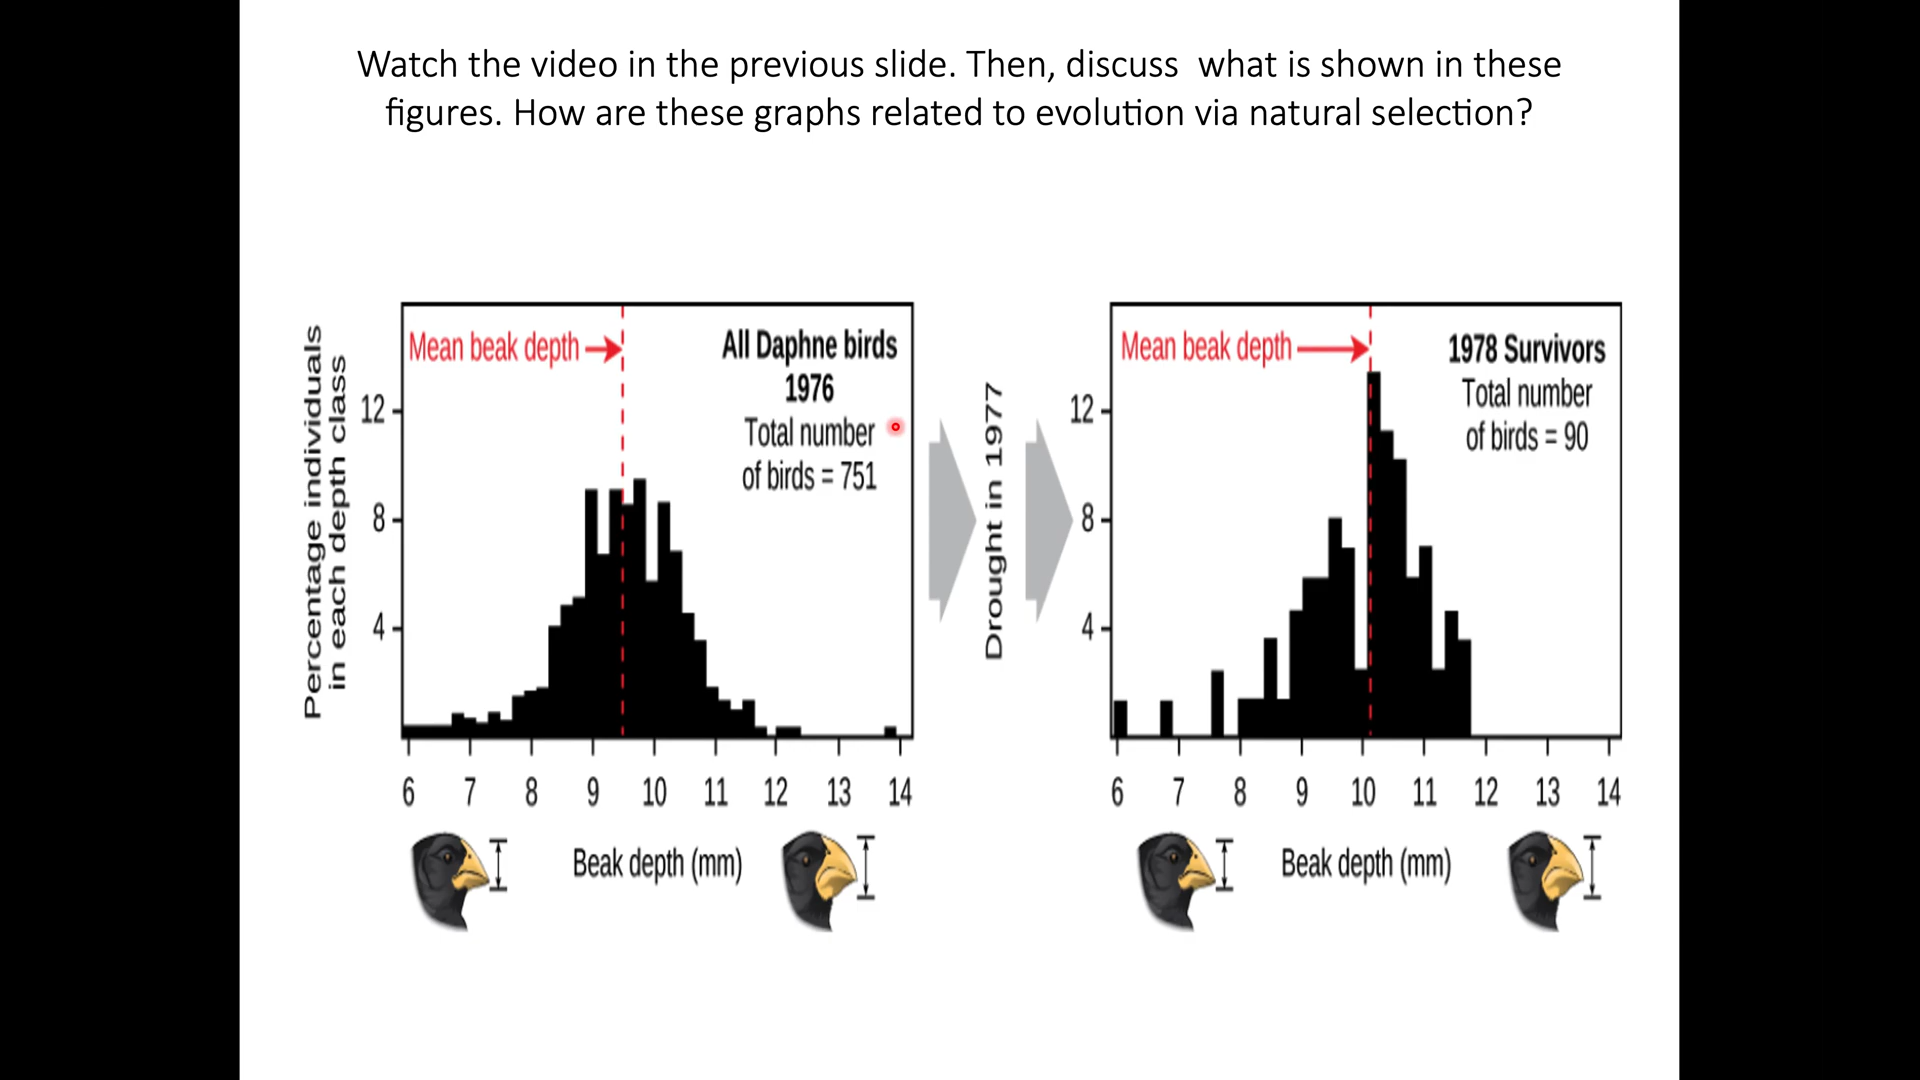 Watch the video in the previous slide. Then, discuss what is shown in these
figures. How are these graphs related to evolution via natural selection?
Percentage individuals
in each depth class
Mean beak depth
All Daphne birds
1976
Total number
of birds = 751
12
8
4
6 7 8 9 10 11 12 13 14
Beak depth (mm)
Drought in 1977
Mean beak depth
1978 Survivors
Total number
of birds = 90
12
8
4
6 7 8 9 10 11 12 13 14
Beak depth (mm)